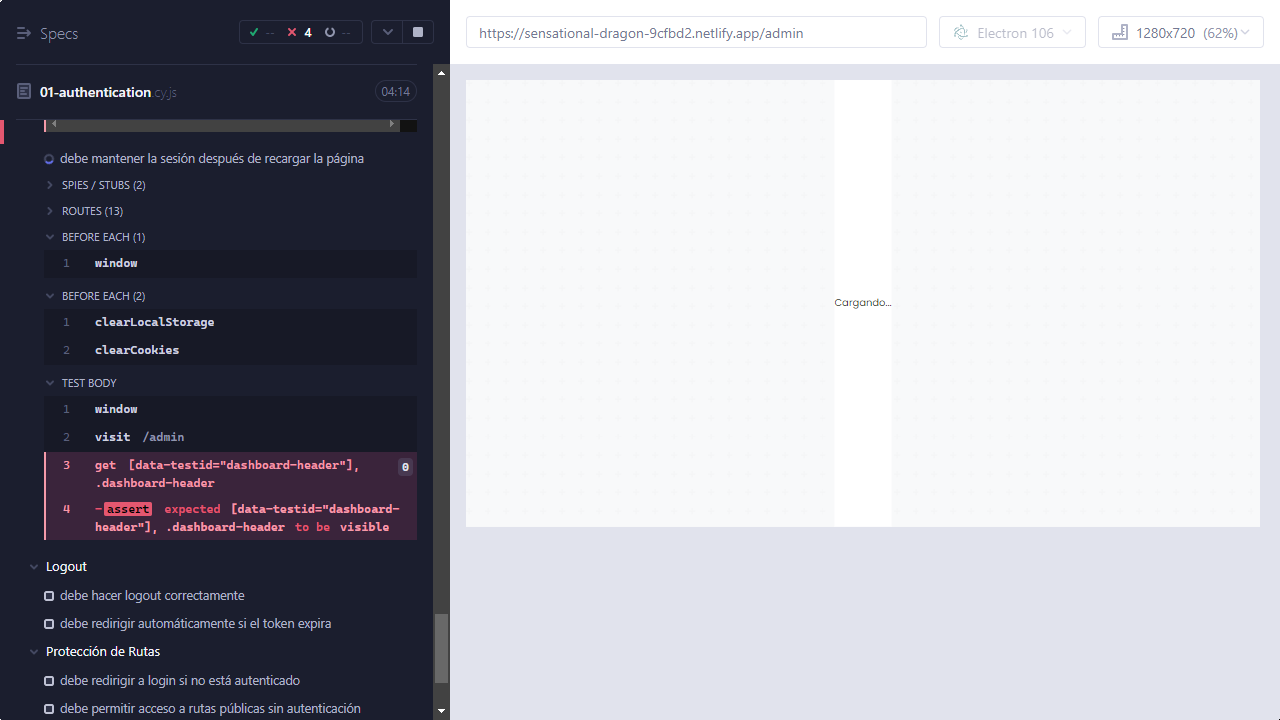 Specs
-- 4 --
01-authentication.cy.js 04:14
debe mantener la sesión después de recargar la página
SPIES / STUBS (2)
ROUTES (13)
BEFORE EACH (1)
1 window
BEFORE EACH (2)
1 clearLocalStorage
2 clearCookies
TEST BODY
1 window
2 visit /admin
3 get [data-testid="dashboard-header"], 0
.dashboard-header
4 -assert expected [data-testid="dashboard-
header"], .dashboard-header to be visible
Logout
debe hacer logout correctamente
debe redirigir automáticamente si el token expira
Protección de Rutas
debe redirigir a login si no está autenticado
debe permitir acceso a rutas públicas sin autenticación
https://sensational-dragon-9cfbd2.netlify.app/admin
Electron 106
1280x720 (62%)
Cargando...